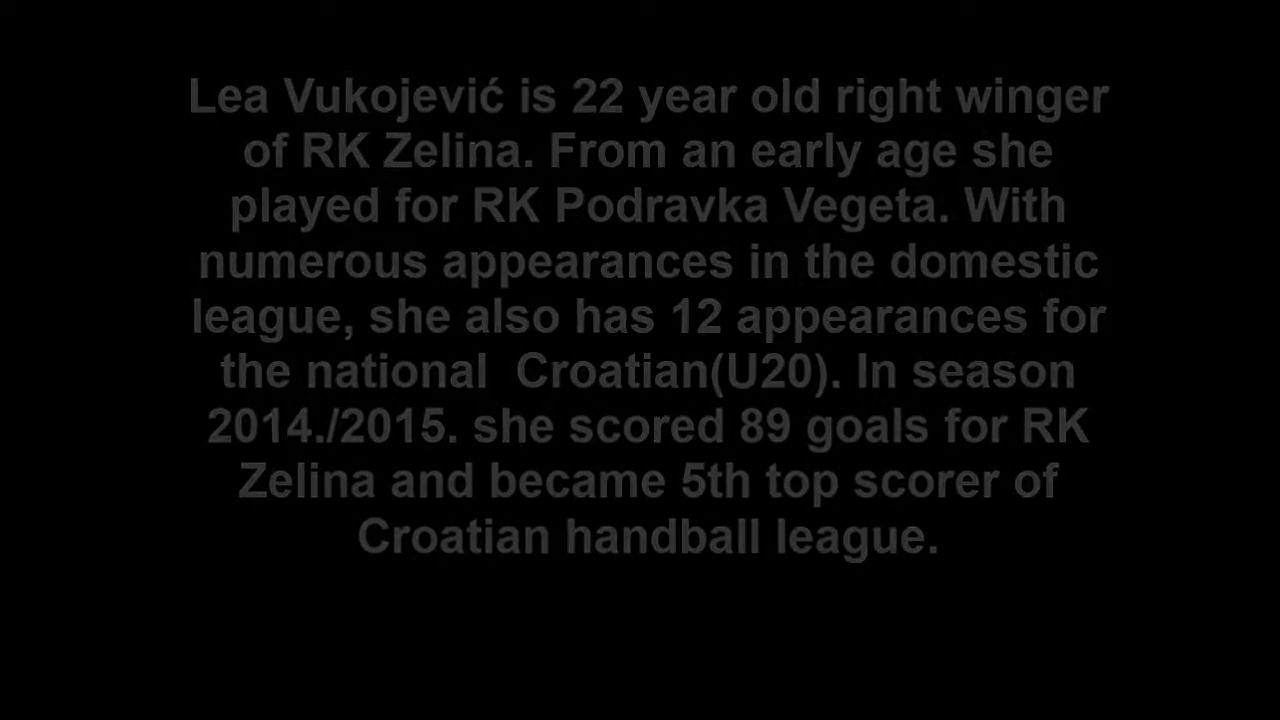 Lea Vukojević is 22 year old right winger
of RK Zelina. From an early age she
played for RK Podravka Vegeta. With
numerous appearances in the domestic
league, she also has 12 appearances for
the national  Croatian(U20). In season
2014./2015. she scored 89 goals for RK
Zelina and became 5th top scorer of
Croatian handball league.